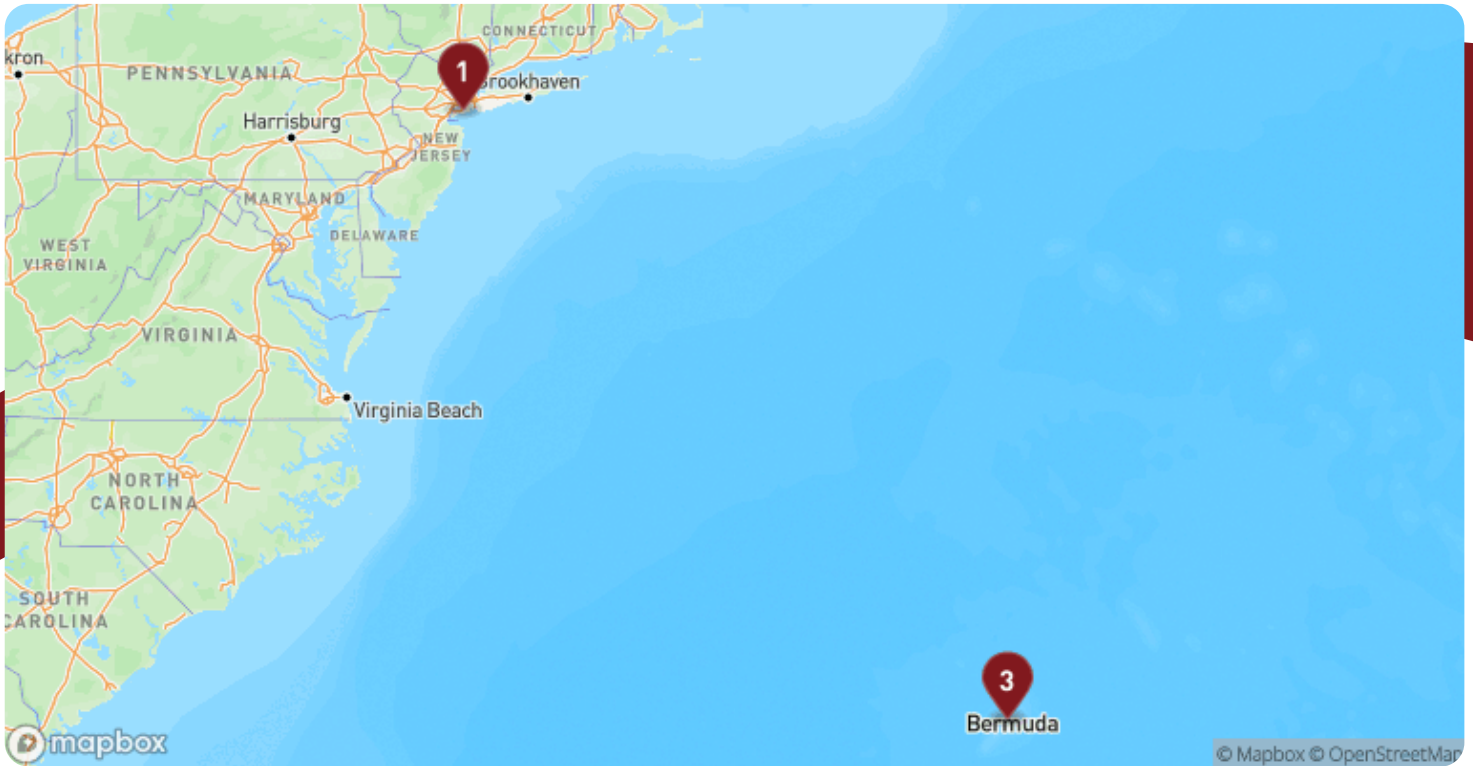 CONNECTICUT
kron
PENNSYLVANIA
1
Brookhaven
Harrisburg
NEW
JERSEY
MARYLAND
DELAWARE
WEST
VIRGINIA
VIRGINIA
Virginia Beach
NORTH
CAROLINA
SOUTH
CAROLINA
3
Bermuda
mapbox
© Mapbox © OpenStreetMap